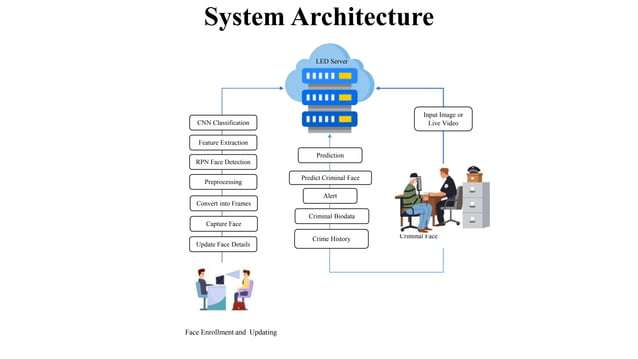 System Architecture
LED Server
CNN Classification
Feature Extraction
RPN Face Detection
Preprocessing
Convert into Frames
Capture Face
Update Face Details
Face Enrollment and Updating
Prediction
Predict Criminal Face
Alert
Criminal Biodata
Crime History
Input Image or
Live Video
Criminal Face